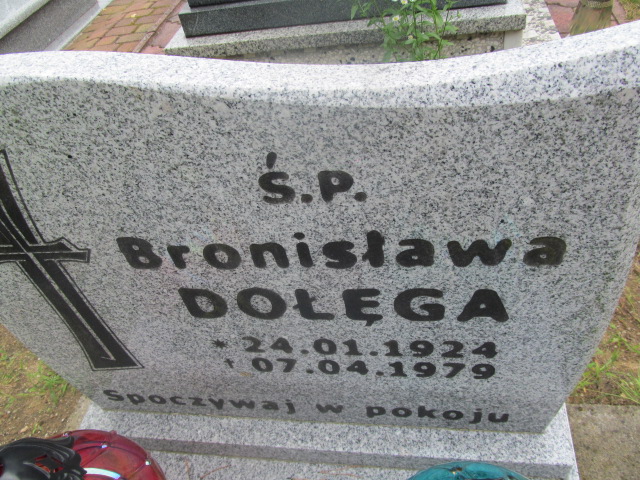 Ś.P.
Bronisława
DOŁĘGA
* 24.01.1924
† 07.04.1979
Spoczywaj w pokoju